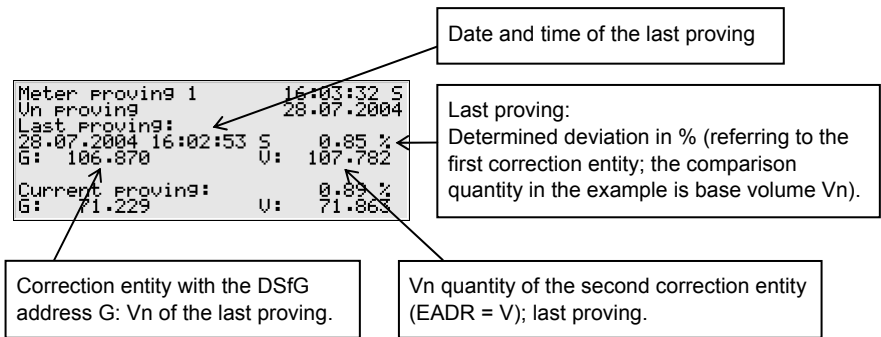 Date and time of the last proving
Meter proving 1 16:03:32 S
Vn proving 28.07.2004
Last proving:
28.07.2004 16:02:53 S 0.85 %
G: 106.870 V: 107.782
Current proving: 0.89 %
G: 71.229 V: 71.863
Last proving:
Determined deviation in % (referring to the
first correction entity; the comparison
quantity in the example is base volume Vn).
Correction entity with the DSfG
address G: Vn of the last proving.
Vn quantity of the second correction entity
(EADR = V); last proving.